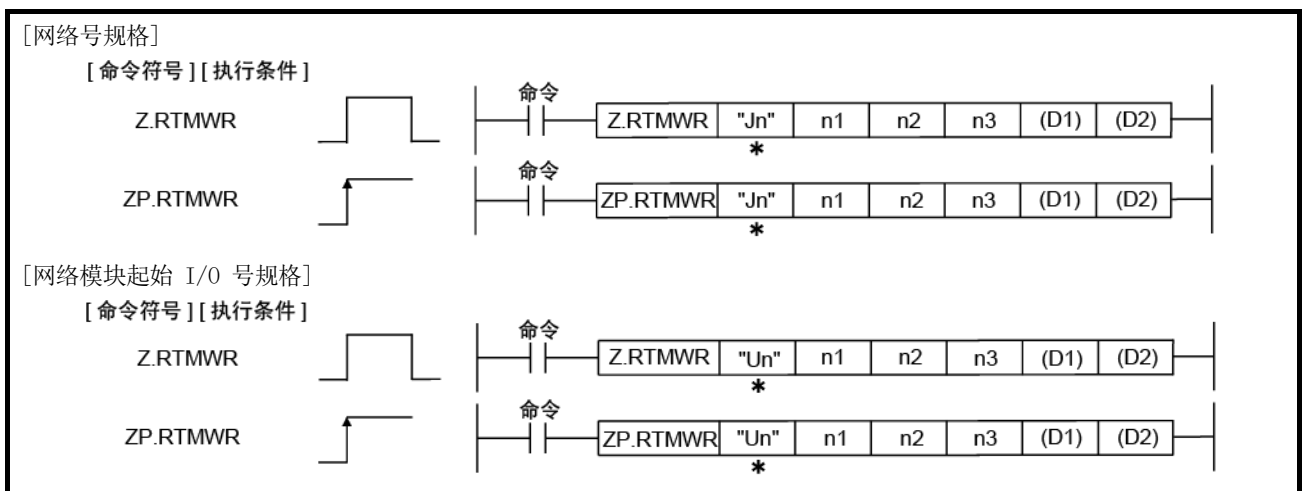 [网络号规格]
[命令符号][执行条件]
命令
Z.RTMWR Z.RTMWR "Jn" n1 n2 n3 (D1) (D2)
*
命令
ZP.RTMWR ZP.RTMWR "Jn" n1 n2 n3 (D1) (D2)
*
[网络模块起始 I/O 号规格]
[命令符号][执行条件]
命令
Z.RTMWR Z.RTMWR "Un" n1 n2 n3 (D1) (D2)
*
命令
ZP.RTMWR ZP.RTMWR "Un" n1 n2 n3 (D1) (D2)
*